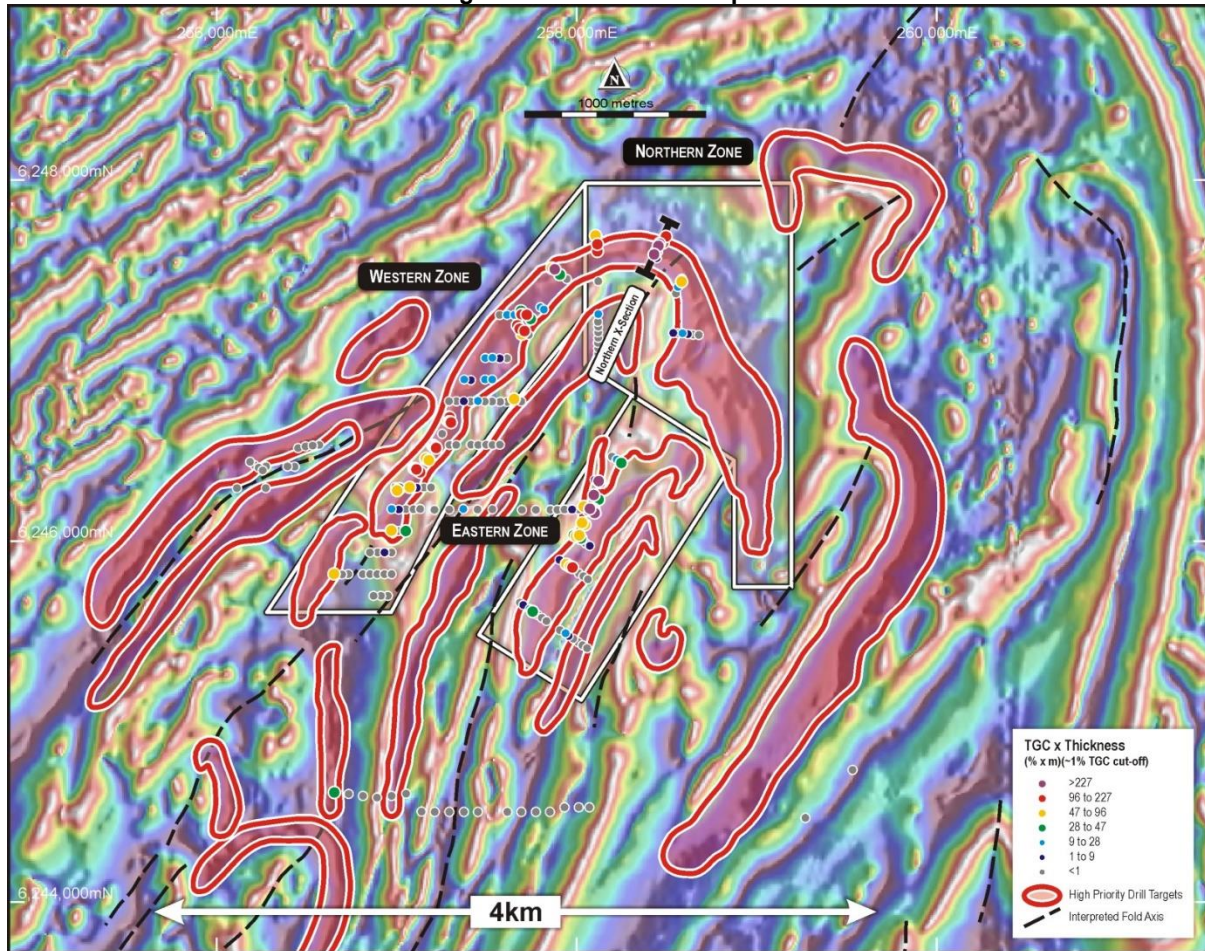 253,000mE
258,000mE
260,000mE
N
1000 metres
NORTHERN ZONE
6,248,000mN
WESTERN ZONE
Northern X-Section
6,246,000mN
EASTERN ZONE
TGC x Thickness
(% x m)(~1% TGC cut-off)
>227
96 to 227
47 to 96
28 to 47
9 to 28
1 to 9
<1
High Priority Drill Targets
Interpreted Fold Axis
6,244,000mN
4km